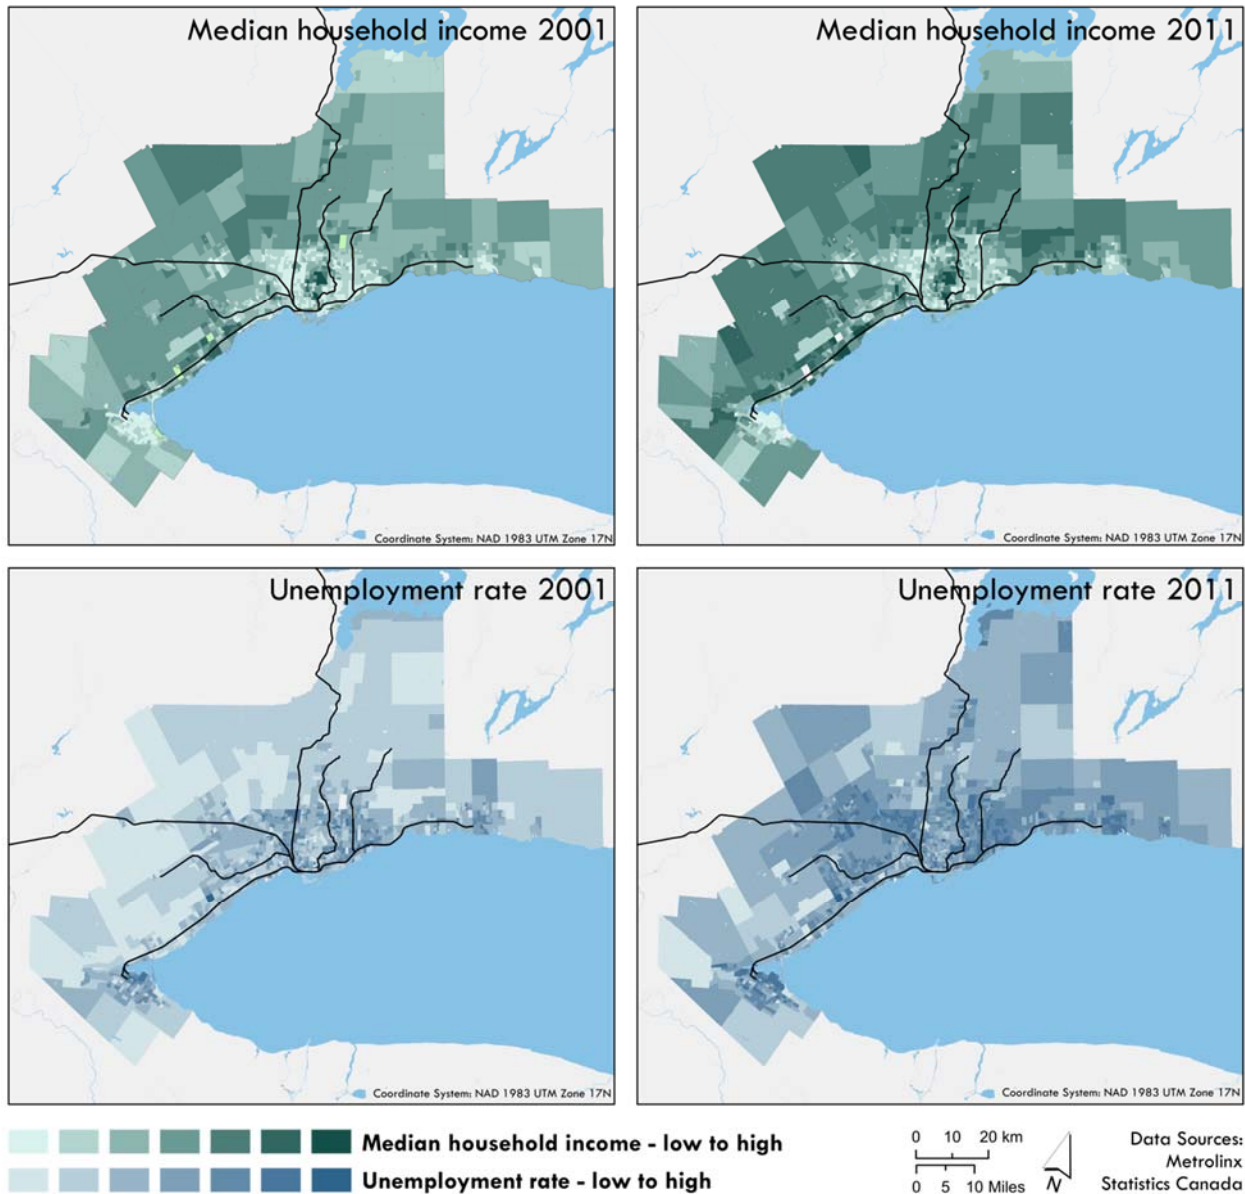 Median household income 2001
Median household income 2011
Coordinate System: NAD 1983 UTM Zone 17N
Coordinate System: NAD 1983 UTM Zone 17N
Unemployment rate 2001
Unemployment rate 2011
Coordinate System: NAD 1983 UTM Zone 17N
Coordinate System: NAD 1983 UTM Zone 17N
Median household income - low to high
Unemployment rate - low to high
0 10 20 km
0 5 10 Miles
N
Data Sources:
Metrolinx
Statistics Canada